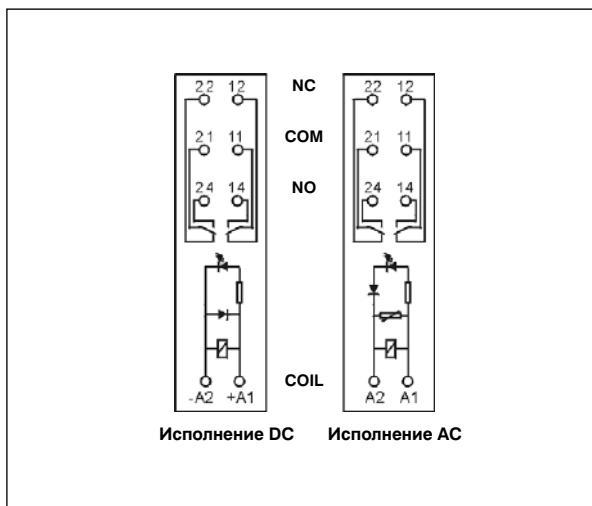 22 12 NC 22 12
21 11 COM 21 11
24 14 NO 24 14
-A2 +A1 COIL A2 A1
Исполнение DC Исполнение AC